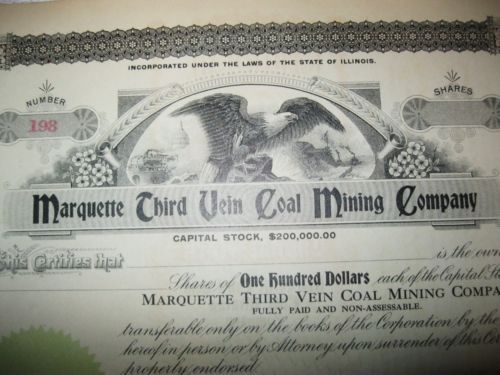 INCORPORATED UNDER THE LAWS OF THE STATE OF ILLINOIS.
NUMBER
SHARES
193
Marquette Third Vein Coal Mining Company
CAPITAL STOCK, $200,000.00
This Certifies that
is the own
Shares of One Hundred Dollars each of the Capital St
MARQUETTE THIRD VEIN COAL MINING COMPA
FULLY PAID AND NON-ASSESSABLE.
transferable only on the books of the Corporation by the
hereof in person or by Attorney upon surrender of this Cer
properly endorsed.